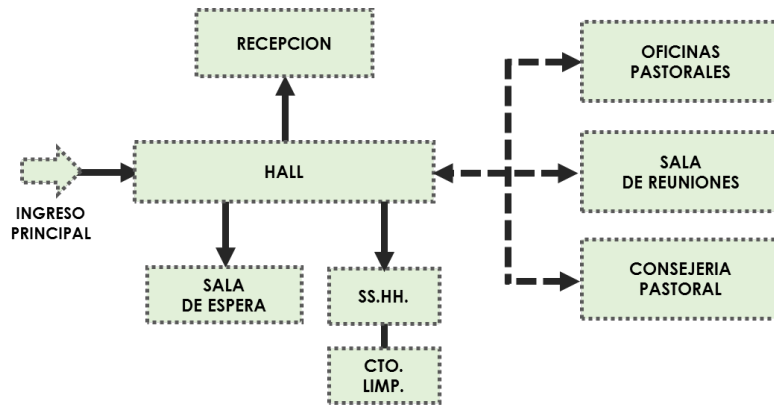 RECEPCION
OFICINAS
PASTORALES
HALL
SALA
DE REUNIONES
INGRESO
PRINCIPAL
SALA
DE ESPERA
SS.HH.
CONSEJERIA
PASTORAL
CTO.
LIMP.